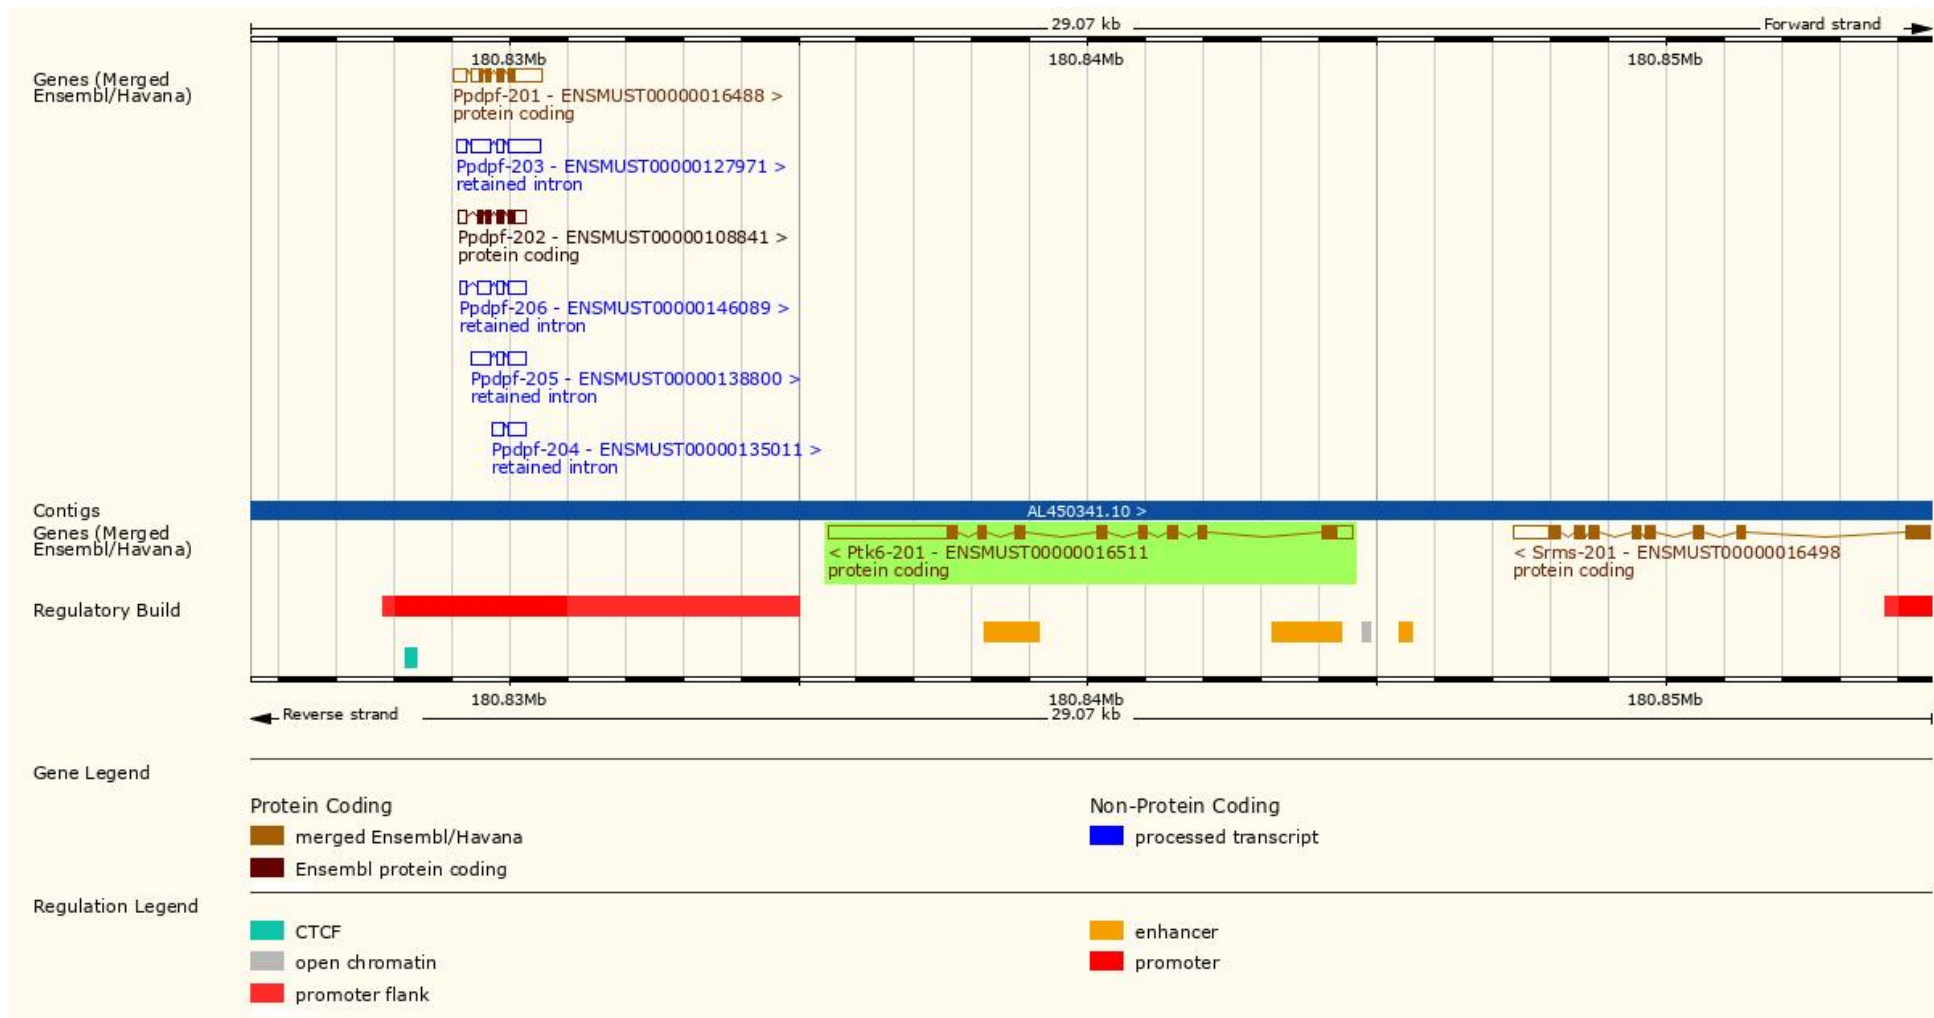 29.07 kb
Forward strand
180.83Mb 180.84Mb 180.85Mb
Genes (Merged
Ensembl/Havana)
Ppdpf-201 - ENSMUST00000016488 >
protein coding
Ppdpf-203 - ENSMUST00000127971 >
retained intron
Ppdpf-202 - ENSMUST00000108841 >
protein coding
Ppdpf-206 - ENSMUST00000146089 >
retained intron
Ppdpf-205 - ENSMUST00000138800 >
retained intron
Ppdpf-204 - ENSMUST00000135011 >
retained intron
Contigs
AL450341.10 >
Genes (Merged
Ensembl/Havana)
< Ptk6-201 - ENSMUST00000016511
protein coding
< Srms-201 - ENSMUST00000016498
protein coding
Regulatory Build
180.83Mb 180.84Mb 180.85Mb
Reverse strand
29.07 kb
Gene Legend
Protein Coding
merged Ensembl/Havana
Ensembl protein coding
Non-Protein Coding
processed transcript
Regulation Legend
CTCF
open chromatin
promoter flank
enhancer
promoter